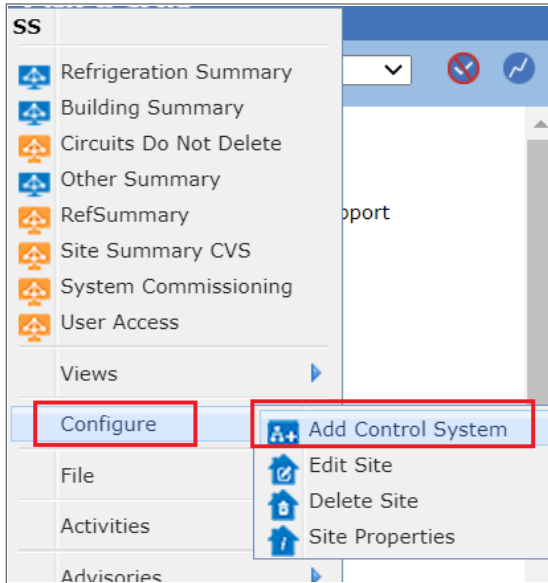 SS
Refrigeration Summary
Building Summary
Circuits Do Not Delete
Other Summary
RefSummary
Site Summary CVS
System Commissioning
User Access
Views
Configure
File
Activities
Advisories
Add Control System
Edit Site
Delete Site
Site Properties